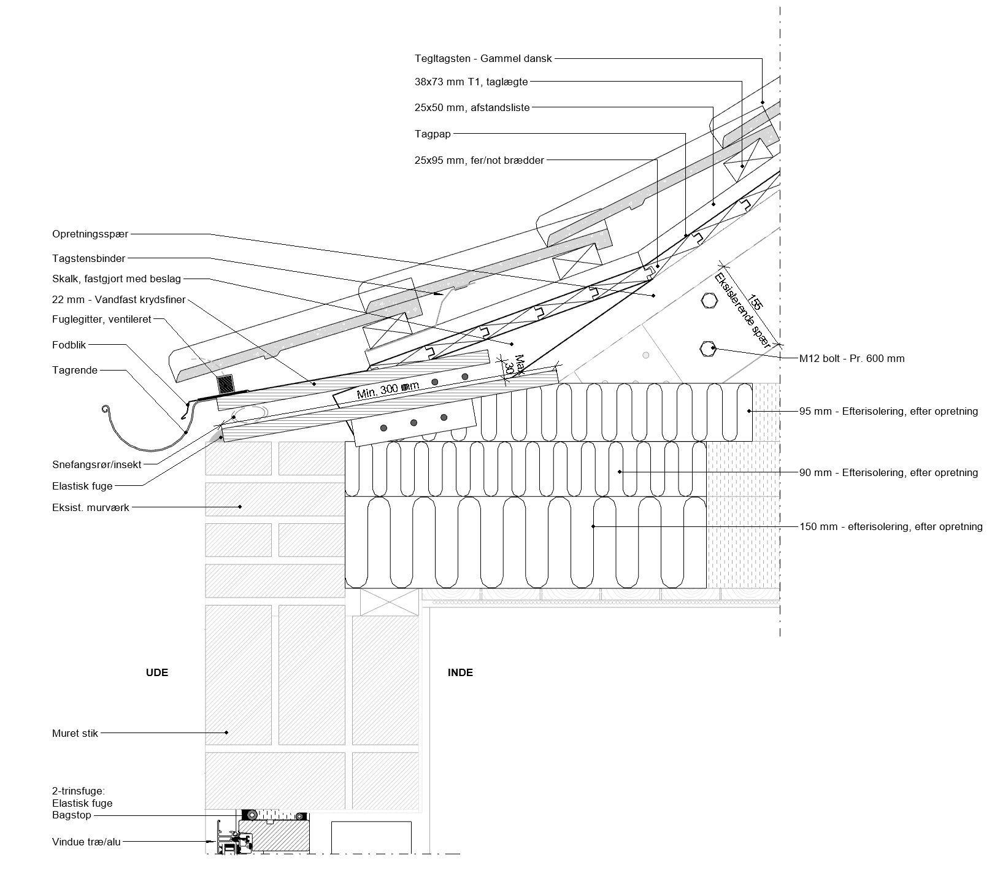 Tegltagsten - Gammel dansk
38x73 mm T1, taglægte
25x50 mm, afstandsliste
Tagpap
25x95 mm, fer/not brædder
Opretningsspær
Tagstensbinder
Skalk, fastgjort med beslag
22 mm - Vandfast krydsfiner
Fuglegitter, ventileret
Fodblik
Tagrende
155
Eksisterende spær
Max
30
Min. 300 mm
M12 bolt - Pr. 600 mm
95 mm - Efterisolering, efter opretning
Snefangsrør/insekt
90 mm - Efterisolering, efter opretning
Elastisk fuge
Eksist. murværk
150 mm - efterisolering, efter opretning
UDE
INDE
Muret stik
2-trinsfuge:
Elastisk fuge
Bagstop
Vindue træ/alu